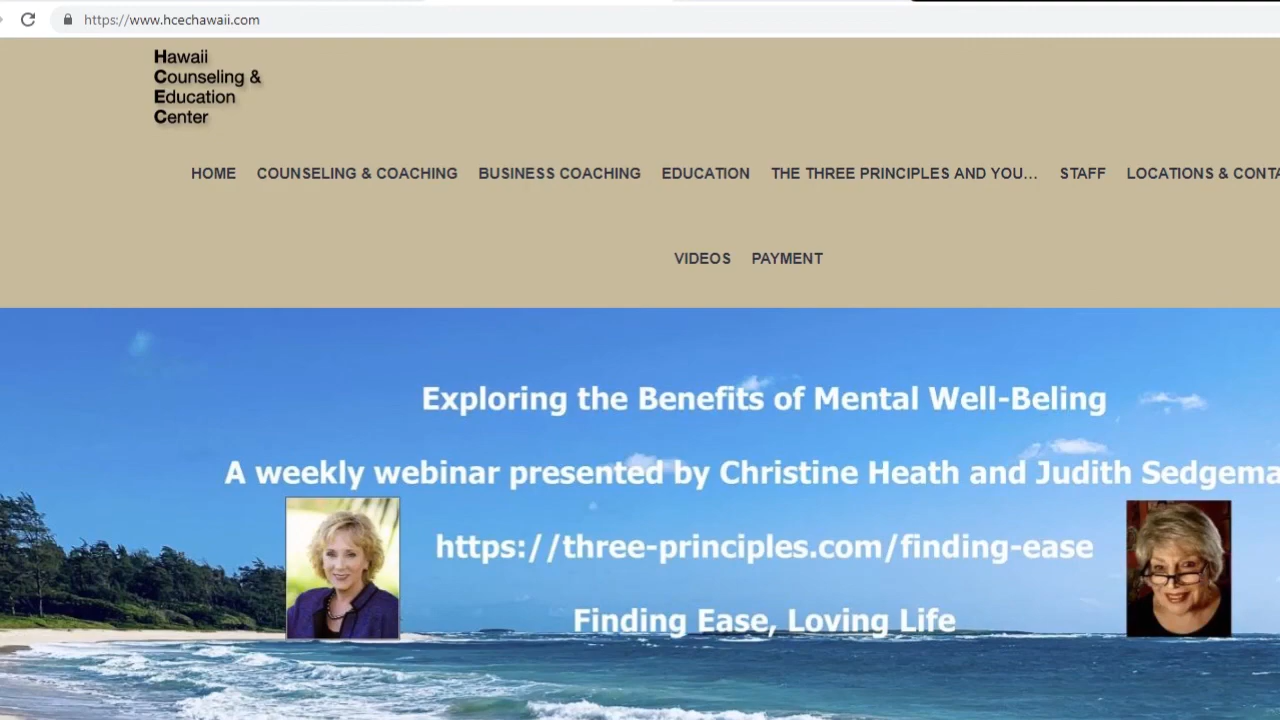 https://www.hcechawaii.com
Hawaii
Counseling &
Education
Center
HOME COUNSELING & COACHING BUSINESS COACHING EDUCATION THE THREE PRINCIPLES AND YOU... STAFF LOCATIONS & CONTA
VIDEOS PAYMENT
Exploring the Benefits of Mental Well-Beling
A weekly webinar presented by Christine Heath and Judith Sedgema
https://three-principles.com/finding-ease
Finding Ease, Loving Life